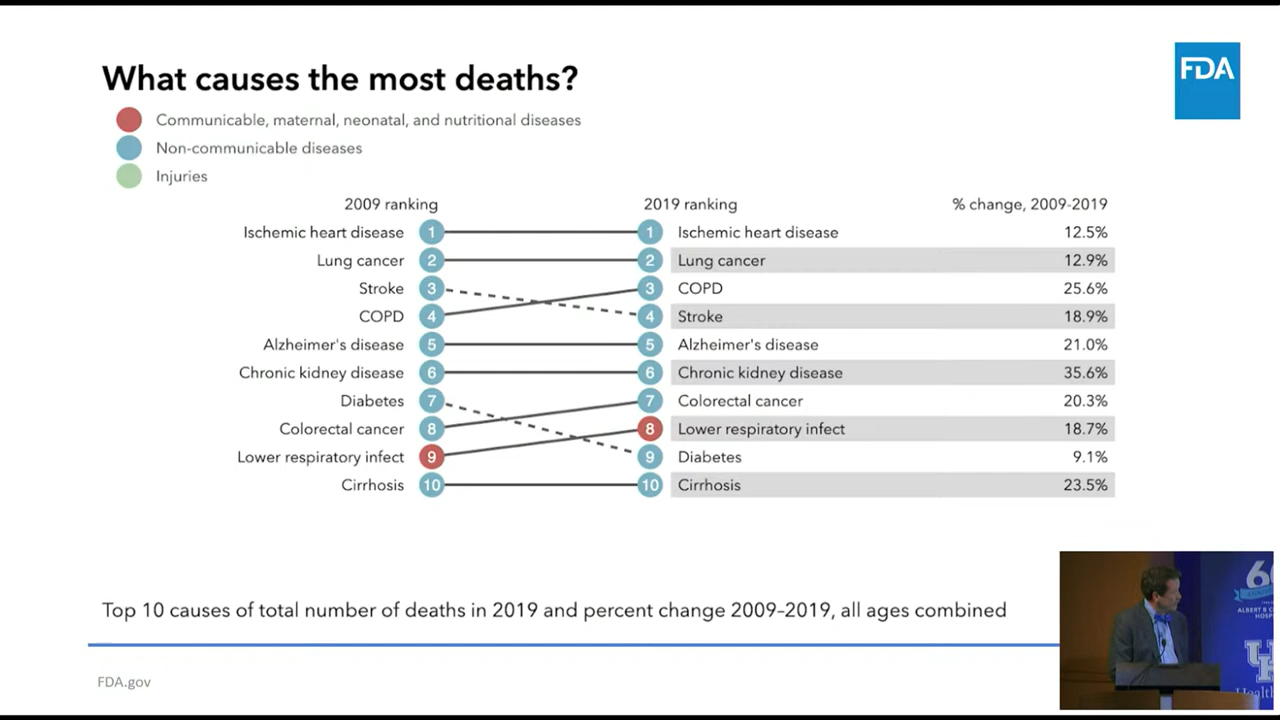 FDA
What causes the most deaths?
Communicable, maternal, neonatal, and nutritional diseases
Non-communicable diseases
Injuries
2009 ranking 2019 ranking % change, 2009-2019
Ischemic heart disease 1 1 Ischemic heart disease 12.5%
Lung cancer 2 2 Lung cancer 12.9%
Stroke 3 3 COPD 25.6%
COPD 4 4 Stroke 18.9%
Alzheimer's disease 5 5 Alzheimer's disease 21.0%
Chronic kidney disease 6 6 Chronic kidney disease 35.6%
Diabetes 7 7 Colorectal cancer 20.3%
Colorectal cancer 8 8 Lower respiratory infect 18.7%
Lower respiratory infect 9 9 Diabetes 9.1%
Cirrhosis 10 10 Cirrhosis 23.5%
Top 10 causes of total number of deaths in 2019 and percent change 2009–2019, all ages combined
FDA.gov
ALBERT B C
HOSP
UK
Health